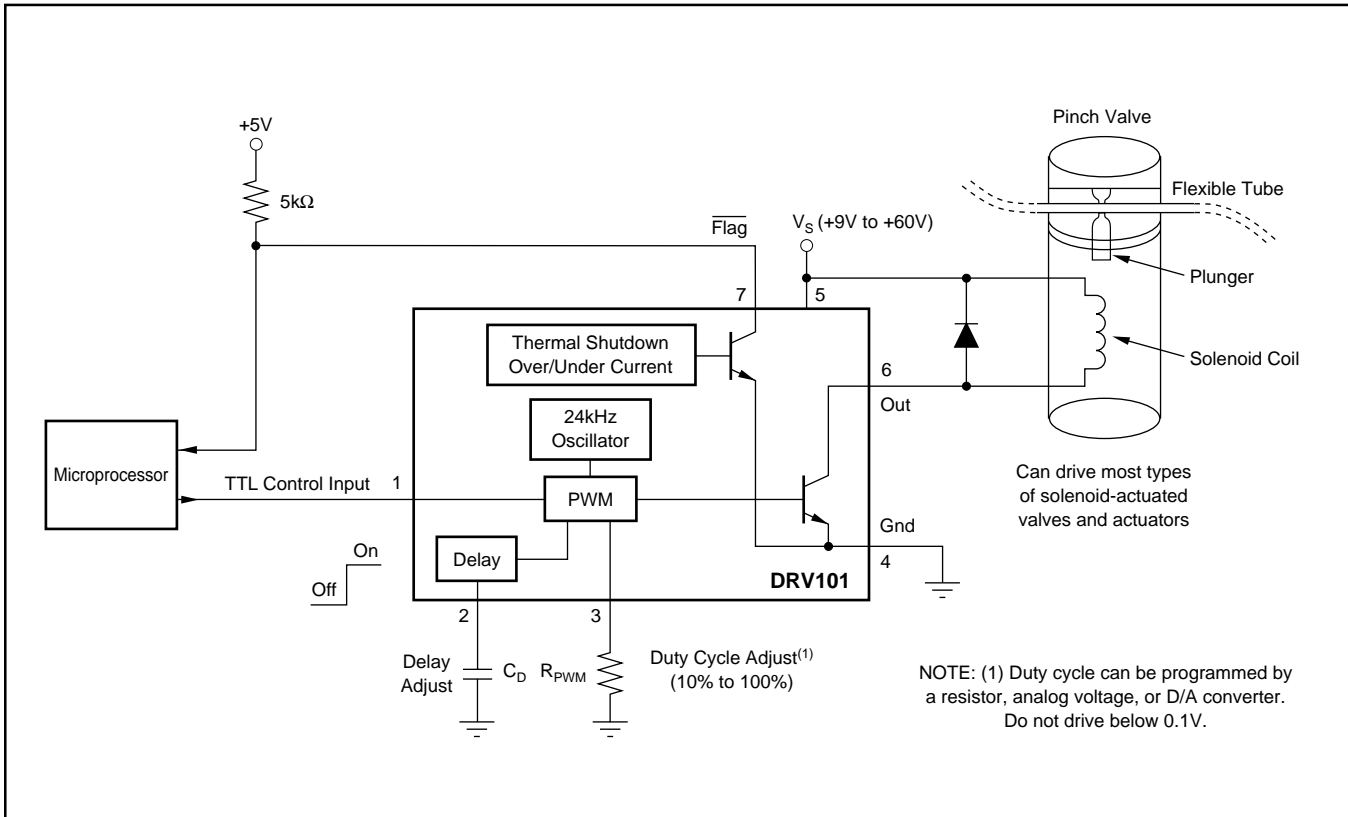 +5V
5kΩ
Flag
V_S (+9V to +60V)
Pinch Valve
Flexible Tube
Plunger
Solenoid Coil
7
5
Thermal Shutdown
Over/Under Current
24kHz
Oscillator
6
Out
Microprocessor
TTL Control Input
1
PWM
Can drive most types
of solenoid-actuated
valves and actuators
Gnd
4
On
Off
Delay
DRV101
2
3
Delay
Adjust
C_D
R_PWM
Duty Cycle Adjust(1)
(10% to 100%)
NOTE: (1) Duty cycle can be programmed by
a resistor, analog voltage, or D/A converter.
Do not drive below 0.1V.